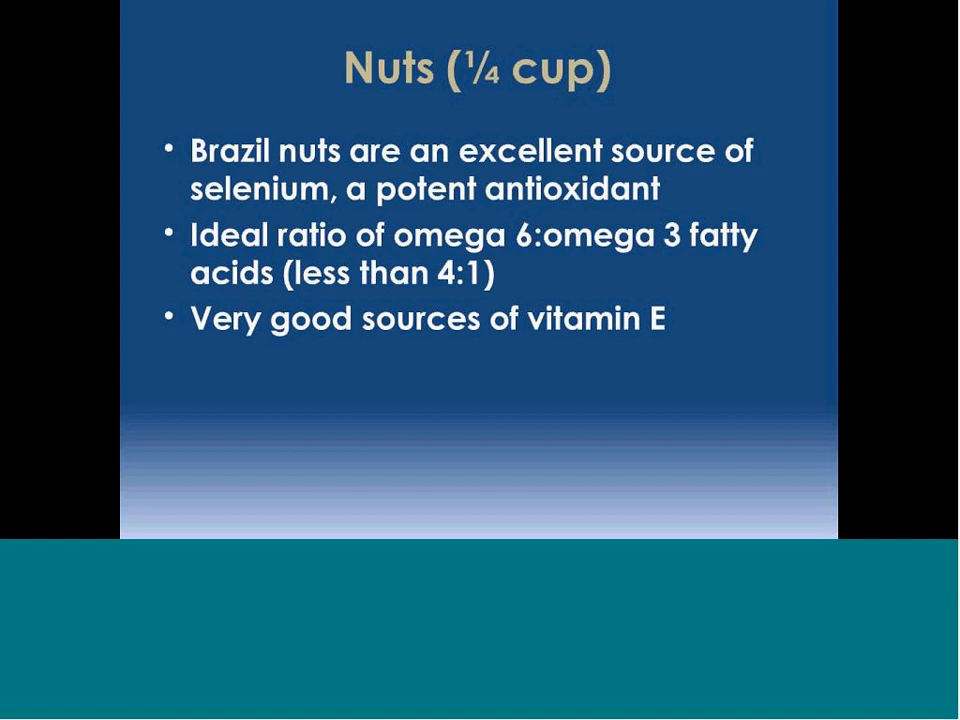 Nuts (¼ cup)
• Brazil nuts are an excellent source of
selenium, a potent antioxidant
• Ideal ratio of omega 6:omega 3 fatty
acids (less than 4:1)
• Very good sources of vitamin E